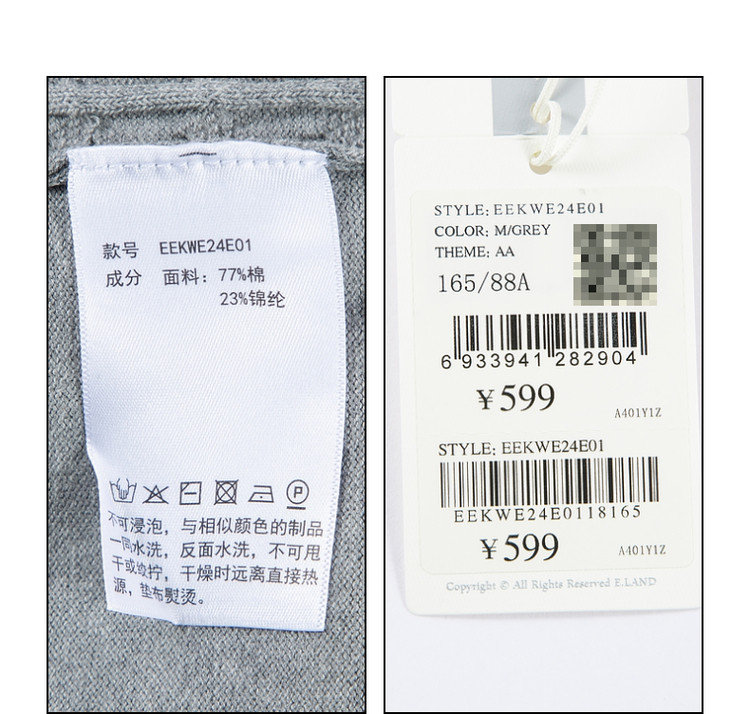 款号 EEKWE24E01
成分 面料：77%棉
23%锦纶
不可浸泡，与相似颜色的制品
一同水洗，反面水洗，不可甩
干或绞拧，干燥时远离直接热
源，垫布熨烫。
STYLE: EEKWE24E01
COLOR: M/GREY
THEME: AA
165/88A
6 933941 282904
¥599
A401Y1Z
STYLE: EEKWE24E01
EEKWE24E0118165
¥599
A401Y1Z
Copyright © All Rights Reserved E.LAND